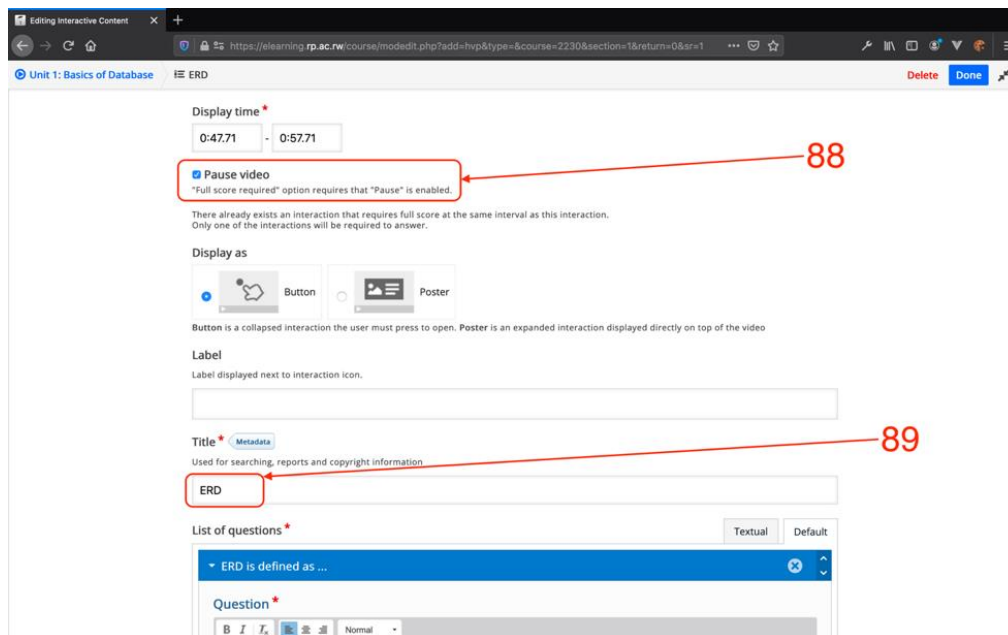 Editing Interactive Content
https://elearning.rp.ac.rw/course/modedit.php?add=hvp&type=&course=2230&section=1&return=0&sr=1
Unit 1: Basics of Database ERD Delete Done
Display time *
0:47.71 - 0:57.71
88
Pause video
"Full score required" option requires that "Pause" is enabled.
There already exists an interaction that requires full score at the same interval as this interaction.
Only one of the interactions will be required to answer.
Display as
Button Poster
Button is a collapsed interaction the user must press to open. Poster is an expanded interaction displayed directly on top of the video
Label
Label displayed next to interaction icon.
Title * Metadata
89
Used for searching, reports and copyright information
ERD
List of questions * Textual Default
ERD is defined as ...
Question *
B I Tx Normal